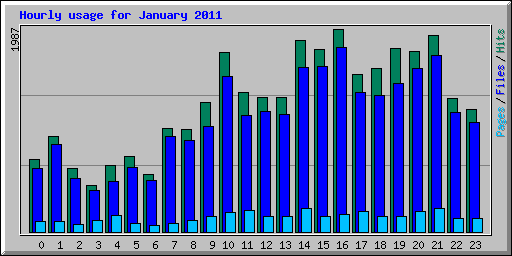 Hourly usage for January 2011
1987
Pages / Files / Hits
0 1 2 3 4 5 6 7 8 9 10 11 12 13 14 15 16 17 18 19 20 21 22 23